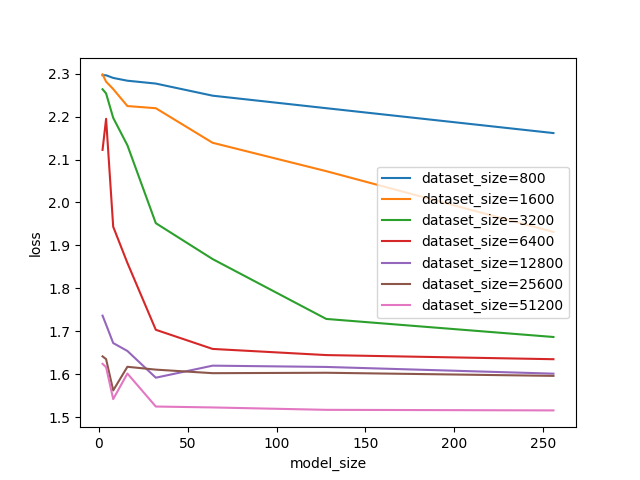 2.3
2.2
2.1
2.0
1.9
1.8
1.7
1.6
1.5
loss
dataset_size=800
dataset_size=1600
dataset_size=3200
dataset_size=6400
dataset_size=12800
dataset_size=25600
dataset_size=51200
0 50 100 150 200 250
model_size